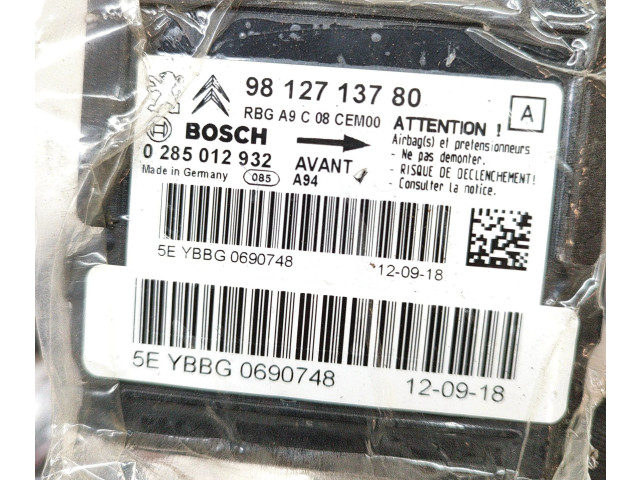 98 127 137 80
RBG A9 C 08 CEM00
A
BOSCH
0 285 012 932
Made in Germany
085
AVANT
A94
ATTENTION !
Airbag(s) et pretensionneurs
- Ne pas demonter.
- RISQUE DE DECLENCHEMENT!
- Consulter la notice.
5E YBBG 0690748 12-09-18
5E YBBG 0690748 12-09-18